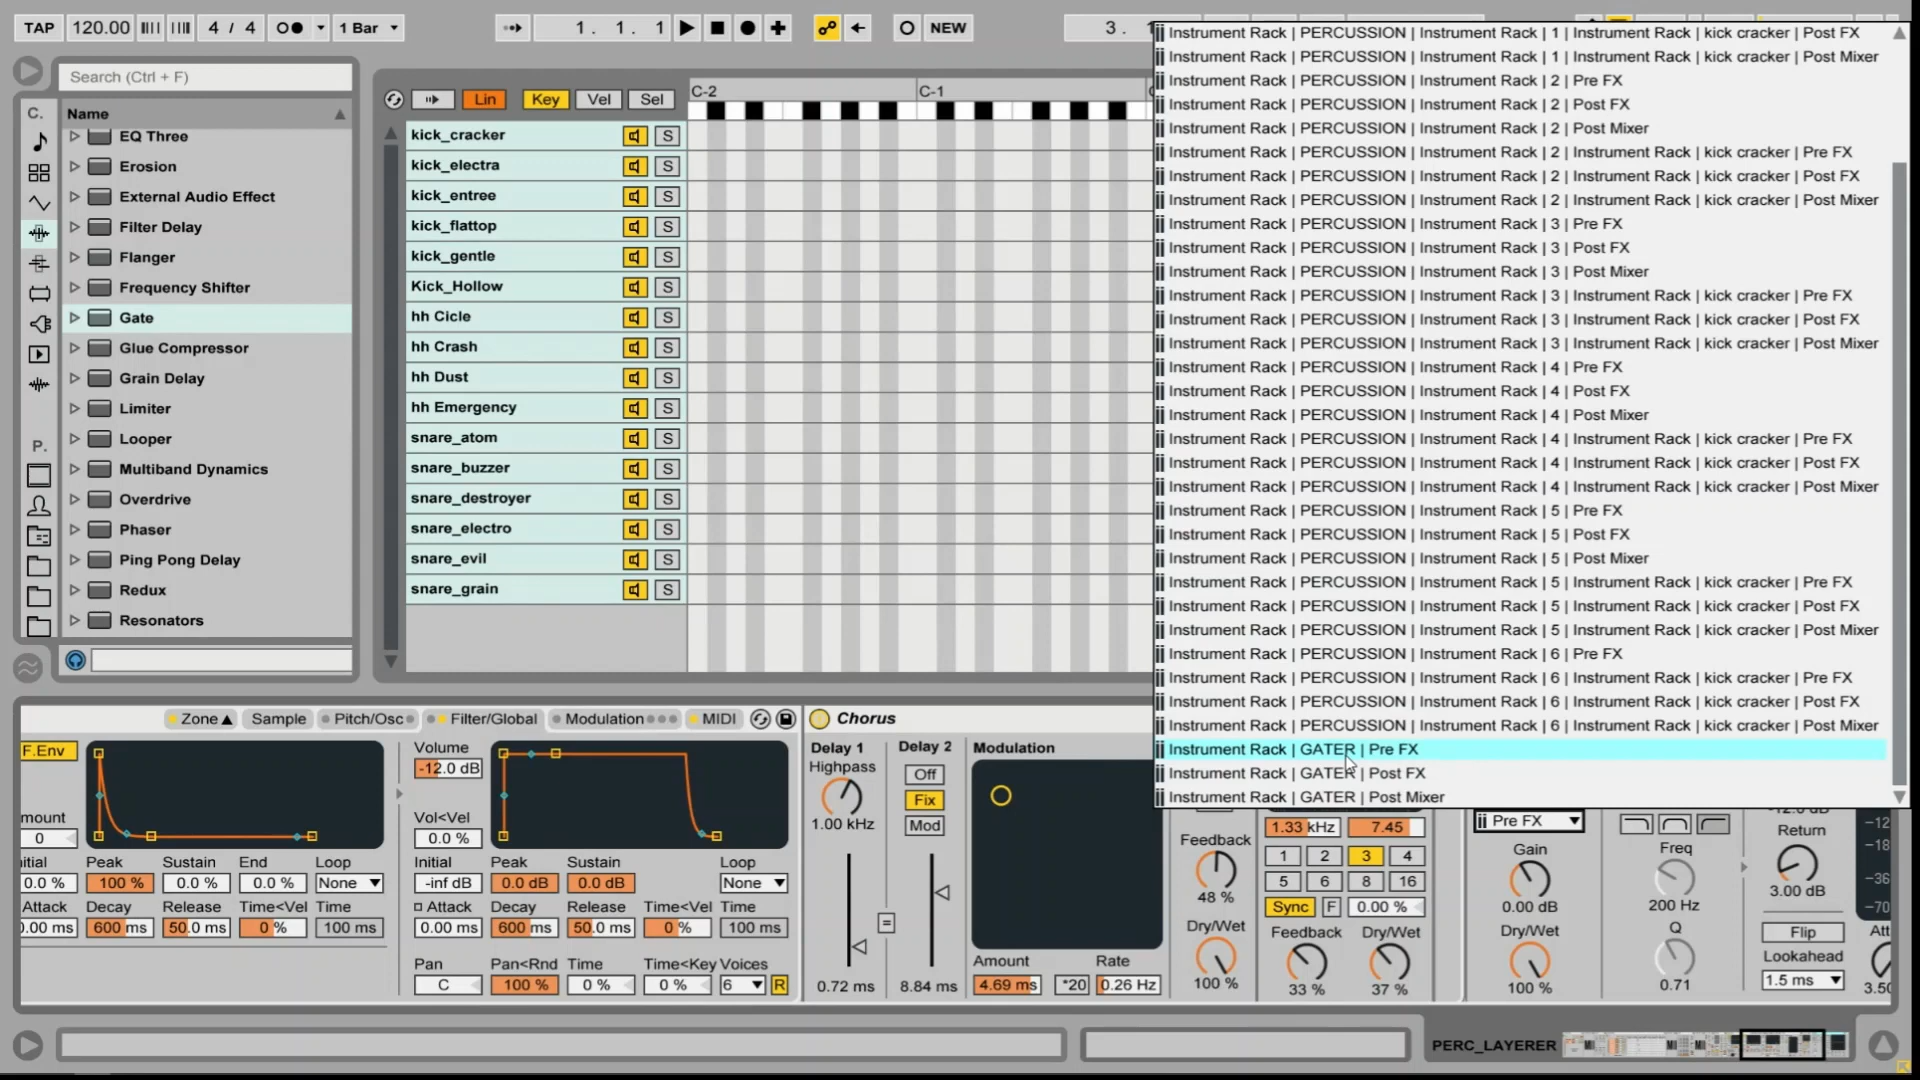 TAP 120.00 4 / 4 1 Bar 1. 1. 1 NEW 3.
Search (Ctrl + F)
C.
Name
EQ Three
Erosion
External Audio Effect
Filter Delay
Flanger
Frequency Shifter
Gate
Glue Compressor
Grain Delay
Limiter
P.
Looper
Multiband Dynamics
Overdrive
Phaser
Ping Pong Delay
Redux
Resonators
Lin Key Vel Sel
C-2 C-1
kick_cracker S
kick_electra S
kick_entree S
kick_flattop S
kick_gentle S
Kick_Hollow S
hh Cicle S
hh Crash S
hh Dust S
hh Emergency S
snare_atom S
snare_buzzer S
snare_destroyer S
snare_electro S
snare_evil S
snare_grain S
Instrument Rack | PERCUSSION | Instrument Rack | 1 | Instrument Rack | kick cracker | Post FX
Instrument Rack | PERCUSSION | Instrument Rack | 1 | Instrument Rack | kick cracker | Post Mixer
Instrument Rack | PERCUSSION | Instrument Rack | 2 | Pre FX
Instrument Rack | PERCUSSION | Instrument Rack | 2 | Post FX
Instrument Rack | PERCUSSION | Instrument Rack | 2 | Post Mixer
Instrument Rack | PERCUSSION | Instrument Rack | 2 | Instrument Rack | kick cracker | Pre FX
Instrument Rack | PERCUSSION | Instrument Rack | 2 | Instrument Rack | kick cracker | Post FX
Instrument Rack | PERCUSSION | Instrument Rack | 2 | Instrument Rack | kick cracker | Post Mixer
Instrument Rack | PERCUSSION | Instrument Rack | 3 | Pre FX
Instrument Rack | PERCUSSION | Instrument Rack | 3 | Post FX
Instrument Rack | PERCUSSION | Instrument Rack | 3 | Post Mixer
Instrument Rack | PERCUSSION | Instrument Rack | 3 | Instrument Rack | kick cracker | Pre FX
Instrument Rack | PERCUSSION | Instrument Rack | 3 | Instrument Rack | kick cracker | Post FX
Instrument Rack | PERCUSSION | Instrument Rack | 3 | Instrument Rack | kick cracker | Post Mixer
Instrument Rack | PERCUSSION | Instrument Rack | 4 | Pre FX
Instrument Rack | PERCUSSION | Instrument Rack | 4 | Post FX
Instrument Rack | PERCUSSION | Instrument Rack | 4 | Post Mixer
Instrument Rack | PERCUSSION | Instrument Rack | 4 | Instrument Rack | kick cracker | Pre FX
Instrument Rack | PERCUSSION | Instrument Rack | 4 | Instrument Rack | kick cracker | Post FX
Instrument Rack | PERCUSSION | Instrument Rack | 4 | Instrument Rack | kick cracker | Post Mixer
Instrument Rack | PERCUSSION | Instrument Rack | 5 | Pre FX
Instrument Rack | PERCUSSION | Instrument Rack | 5 | Post FX
Instrument Rack | PERCUSSION | Instrument Rack | 5 | Post Mixer
Instrument Rack | PERCUSSION | Instrument Rack | 5 | Instrument Rack | kick cracker | Pre FX
Instrument Rack | PERCUSSION | Instrument Rack | 5 | Instrument Rack | kick cracker | Post FX
Instrument Rack | PERCUSSION | Instrument Rack | 5 | Instrument Rack | kick cracker | Post Mixer
Instrument Rack | PERCUSSION | Instrument Rack | 6 | Pre FX
Instrument Rack | PERCUSSION | Instrument Rack | 6 | Instrument Rack | kick cracker | Pre FX
Instrument Rack | PERCUSSION | Instrument Rack | 6 | Instrument Rack | kick cracker | Post FX
Instrument Rack | PERCUSSION | Instrument Rack | 6 | Instrument Rack | kick cracker | Post Mixer
Instrument Rack | GATER | Pre FX
Instrument Rack | GATER | Post FX
Instrument Rack | GATER | Post Mixer
Zone Sample Pitch/Osc Filter/Global Modulation MIDI
F.Env
mount
0
Volume
-12.0 dB
Vol<Vel
0.0 %
itial Peak Sustain End Loop
0.0 % 100 % 0.0 % 0.0 % None
Attack Decay Release Time<Vel Time
0.00 ms 600 ms 50.0 ms 0 % 100 ms
Initial Peak Sustain Loop
-inf dB 0.0 dB 0.0 dB None
Attack Decay Release Time<Vel Time
0.00 ms 600 ms 50.0 ms 0 % 100 ms
Pan Pan<Rnd Time Time<Key Voices
C 100 % 0 % 0 % 6 R
Chorus
Delay 1 Delay 2 Modulation
Highpass Off
1.00 kHz Fix
Mod
=
0.72 ms 8.84 ms
Amount Rate
4.69 ms *20 0.26 Hz
Feedback
48 %
Dry/Wet
100 %
1.33 kHz 7.45
1 2 3 4
5 6 8 16
Sync F 0.00 %
Feedback Dry/Wet
33 % 37 %
Pre FX
Gain
0.00 dB
Dry/Wet
100 %
Freq
200 Hz
Q
0.71
Return
3.00 dB
Flip
Lookahead
1.5 ms
-12
-18
-36
-70
Att
3.50
PERC_LAYERER